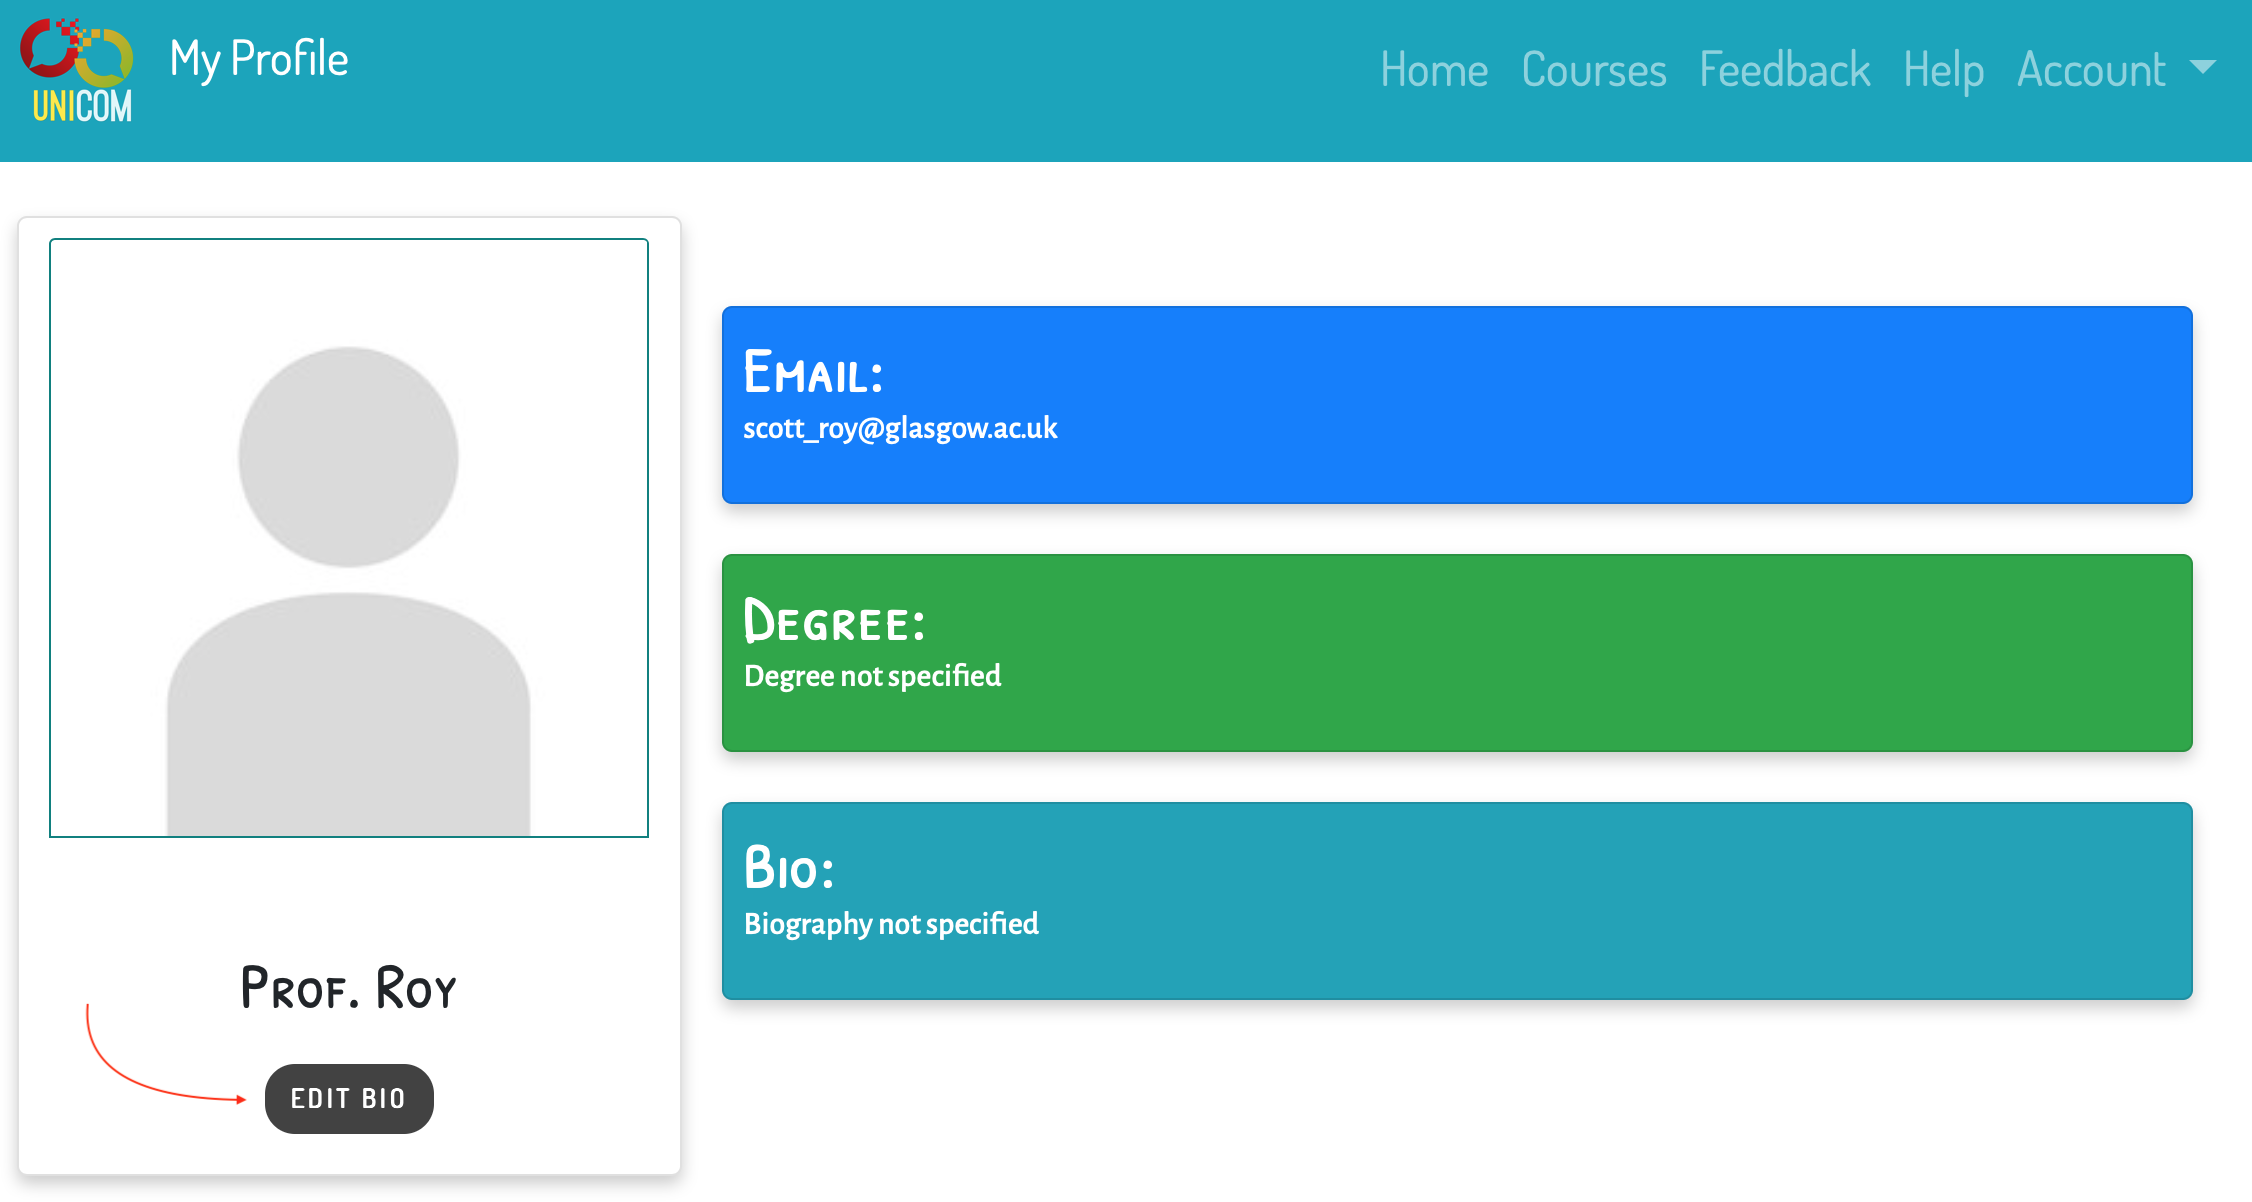 UNICOM
My Profile
Home Courses Feedback Help Account
Email:
scott_roy@glasgow.ac.uk
Degree:
Degree not specified
Bio:
Biography not specified
Prof. Roy
EDIT BIO